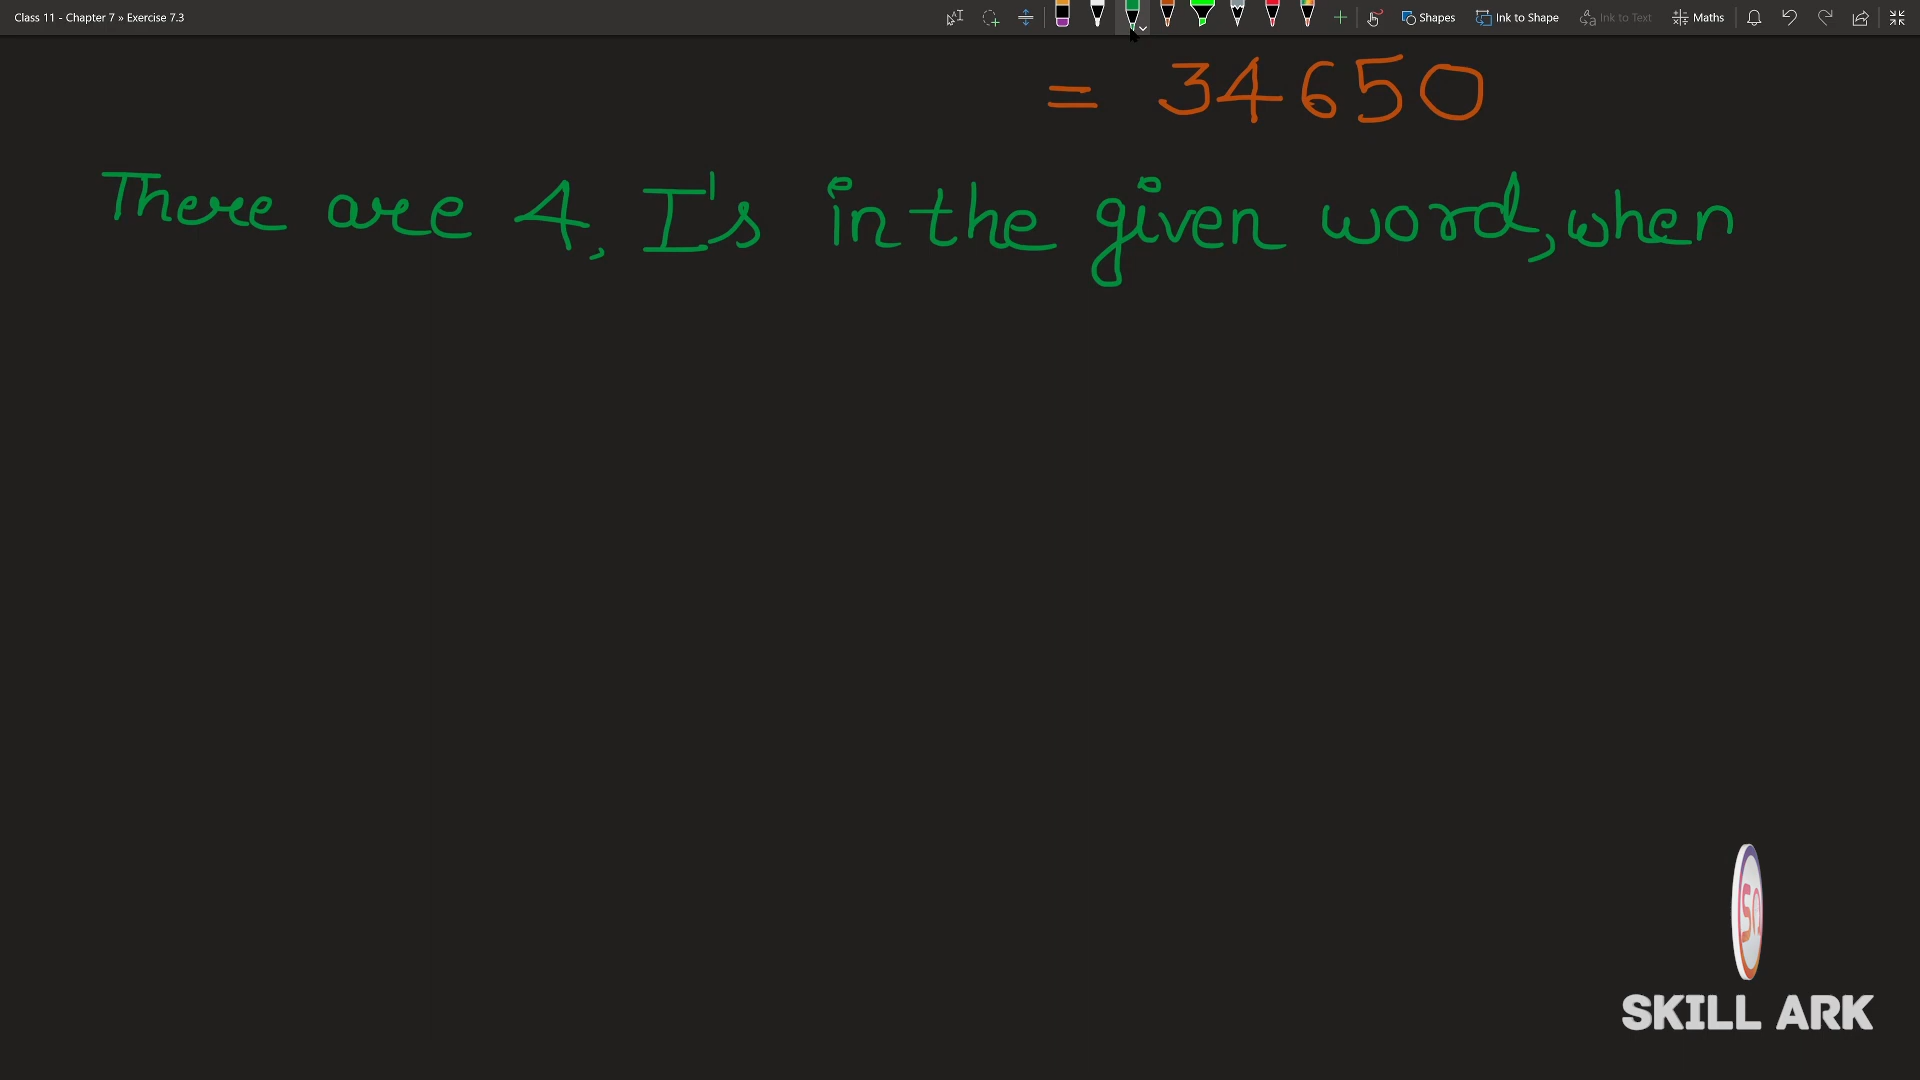 Class 11 - Chapter 7 » Exercise 7.3
Shapes Ink to Shape Ink to Text Maths
= 34650
There are 4, I's in the given word, when
SKILL ARK